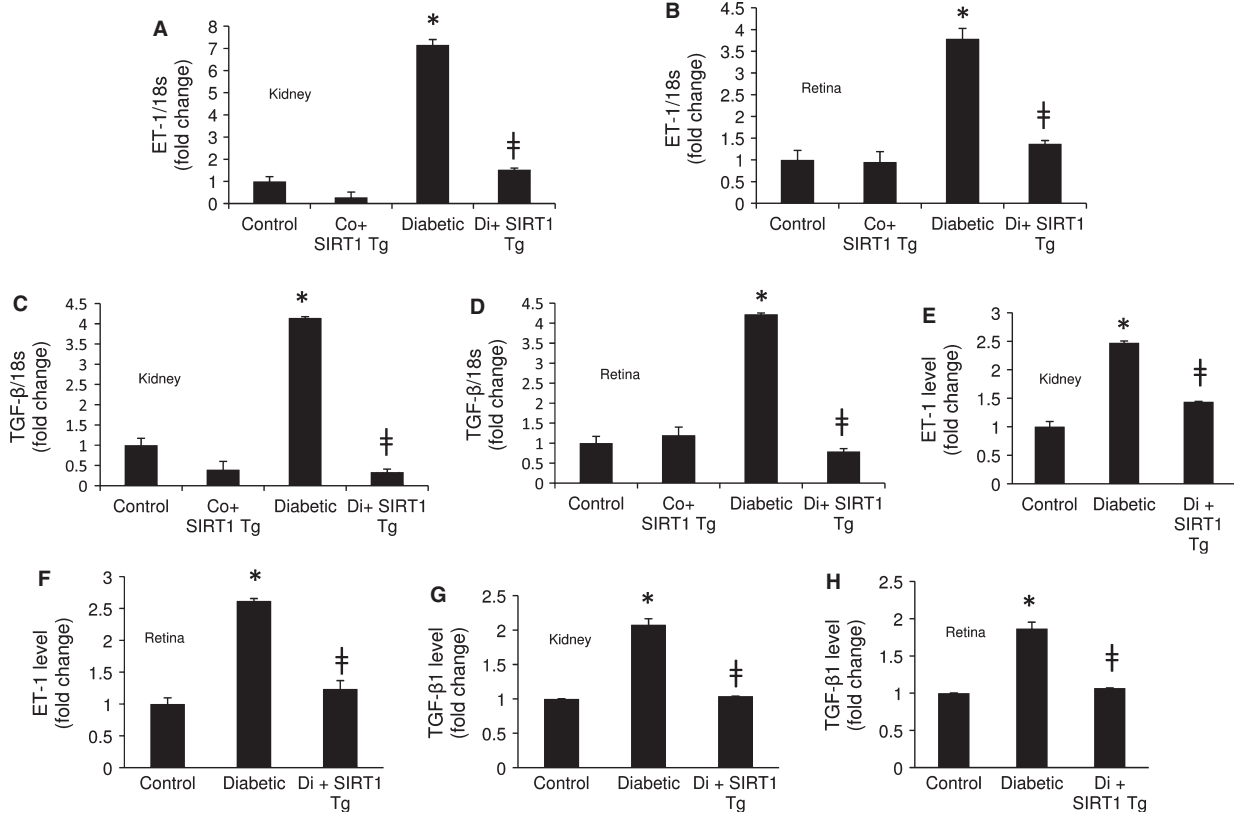 A
8
7
6
5
4
3
2
1
0
ET-1/18s
(fold change)
Kidney
*
‡
Control
Co+
SIRT1 Tg
Diabetic
Di+ SIRT1
Tg
B
4.5
4
3.5
3
2.5
2
1.5
1
0.5
0
ET-1/18s
(fold change)
Retina
*
‡
Control
Co+
SIRT1 Tg
Diabetic
Di+ SIRT1
Tg
C
4.5
4
3.5
3
2.5
2
1.5
1
0.5
0
TGF-β/18s
(fold change)
Kidney
*
‡
Control
Co+
SIRT1 Tg
Diabetic
Di+ SIRT1
Tg
D
4.5
4
3.5
3
2.5
2
1.5
1
0.5
0
TGF-β/18s
(fold change)
Retina
*
‡
Control
Co+
SIRT1 Tg
Diabetic
Di+ SIRT1
Tg
E
3
2.5
2
1.5
1
0.5
0
ET-1 level
(fold change)
Kidney
*
‡
Control
Diabetic
Di +
SIRT1
Tg
F
3
2.5
2
1.5
1
0.5
0
ET-1 level
(fold change)
Retina
*
‡
Control
Diabetic
Di + SIRT1
Tg
G
2.5
2
1.5
1
0.5
0
TGF-β1 level
(fold change)
Kidney
*
‡
Control
Diabetic
Di + SIRT1
Tg
H
2.5
2
1.5
1
0.5
0
TGF-β1 level
(fold change)
Retina
*
‡
Control
Diabetic
Di +
SIRT1 Tg